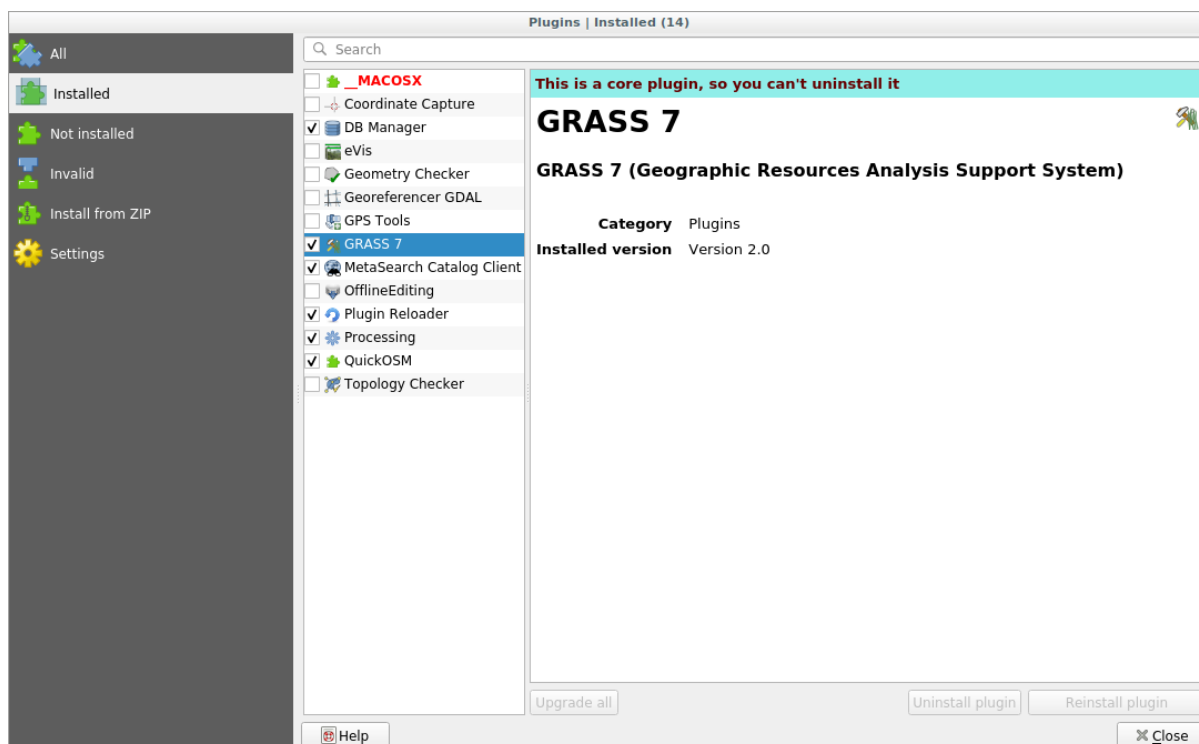 Plugins | Installed (14)
All
Installed
Not installed
Invalid
Install from ZIP
Settings
Search
__MACOSX
Coordinate Capture
DB Manager
eVis
Geometry Checker
Georeferencer GDAL
GPS Tools
GRASS 7
MetaSearch Catalog Client
OfflineEditing
Plugin Reloader
Processing
QuickOSM
Topology Checker
This is a core plugin, so you can't uninstall it
GRASS 7
GRASS 7 (Geographic Resources Analysis Support System)
Category Plugins
Installed version Version 2.0
Upgrade all
Uninstall plugin
Reinstall plugin
Help
Close